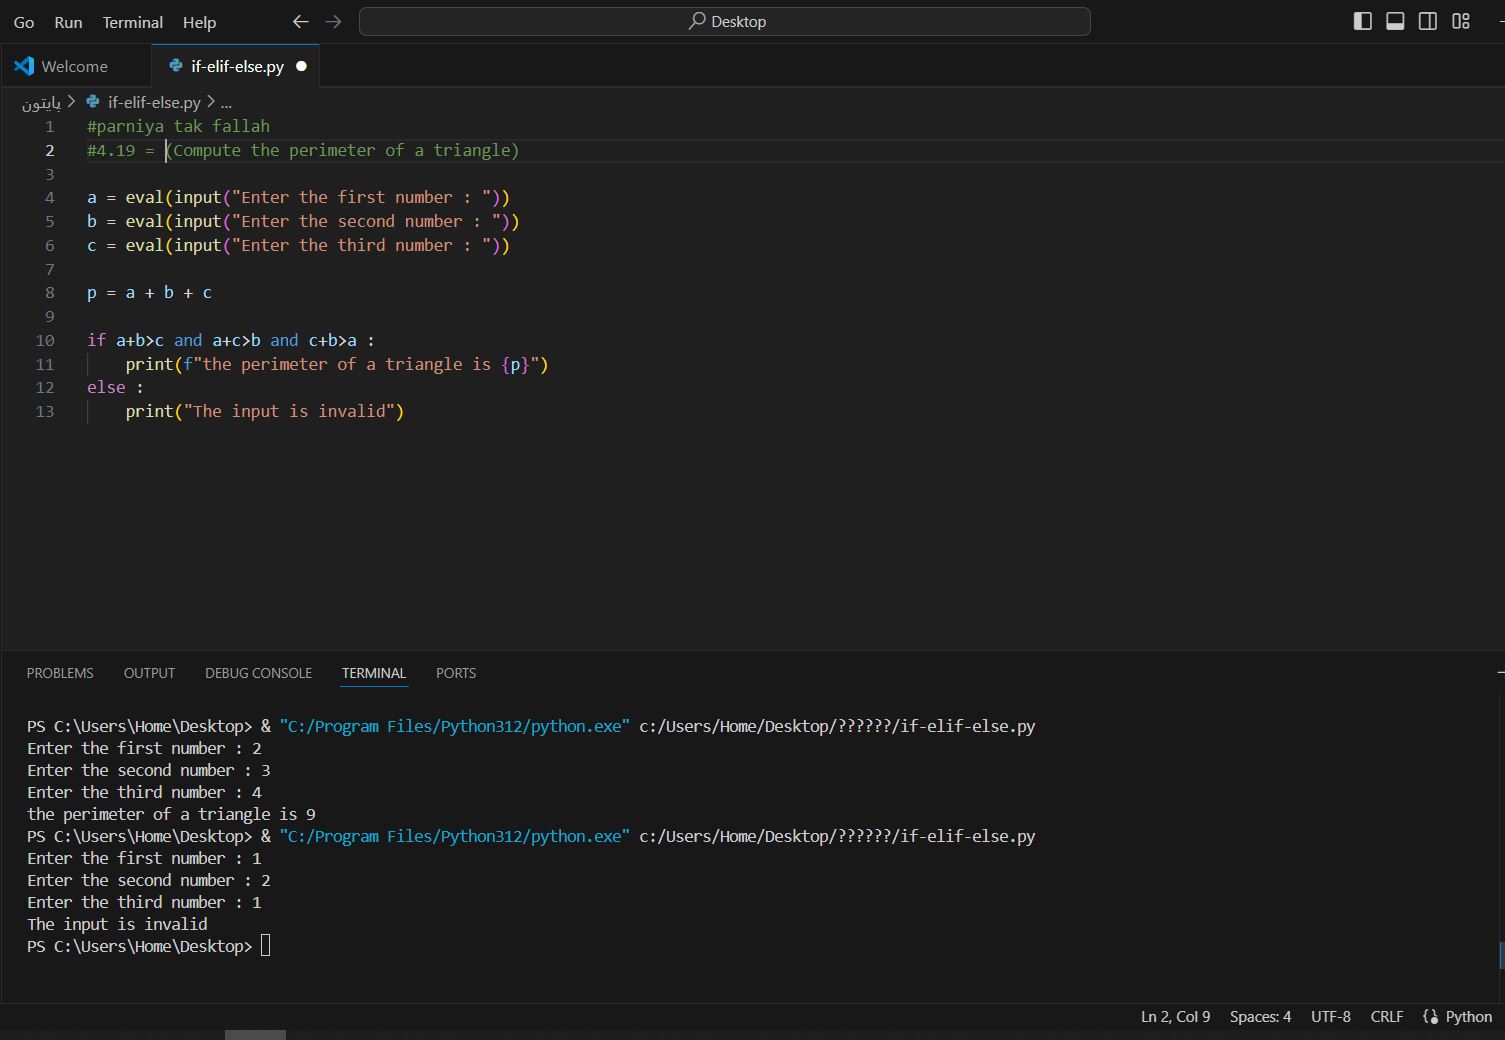 Go Run Terminal Help Desktop
Welcome if-elif-else.py
پایتون > if-elif-else.py > ...
1 #parniya tak fallah
2 #4.19 = (Compute the perimeter of a triangle)
3
4 a = eval(input("Enter the first number : "))
5 b = eval(input("Enter the second number : "))
6 c = eval(input("Enter the third number : "))
7
8 p = a + b + c
9
10 if a+b>c and a+c>b and c+b>a :
11 print(f"the perimeter of a triangle is {p}")
12 else :
13 print("The input is invalid")
PROBLEMS OUTPUT DEBUG CONSOLE TERMINAL PORTS
PS C:\Users\Home\Desktop> & "C:/Program Files/Python312/python.exe" c:/Users/Home/Desktop/??????/if-elif-else.py
Enter the first number : 2
Enter the second number : 3
Enter the third number : 4
the perimeter of a triangle is 9
PS C:\Users\Home\Desktop> & "C:/Program Files/Python312/python.exe" c:/Users/Home/Desktop/??????/if-elif-else.py
Enter the first number : 1
Enter the second number : 2
Enter the third number : 1
The input is invalid
PS C:\Users\Home\Desktop>
Ln 2, Col 9 Spaces: 4 UTF-8 CRLF Python